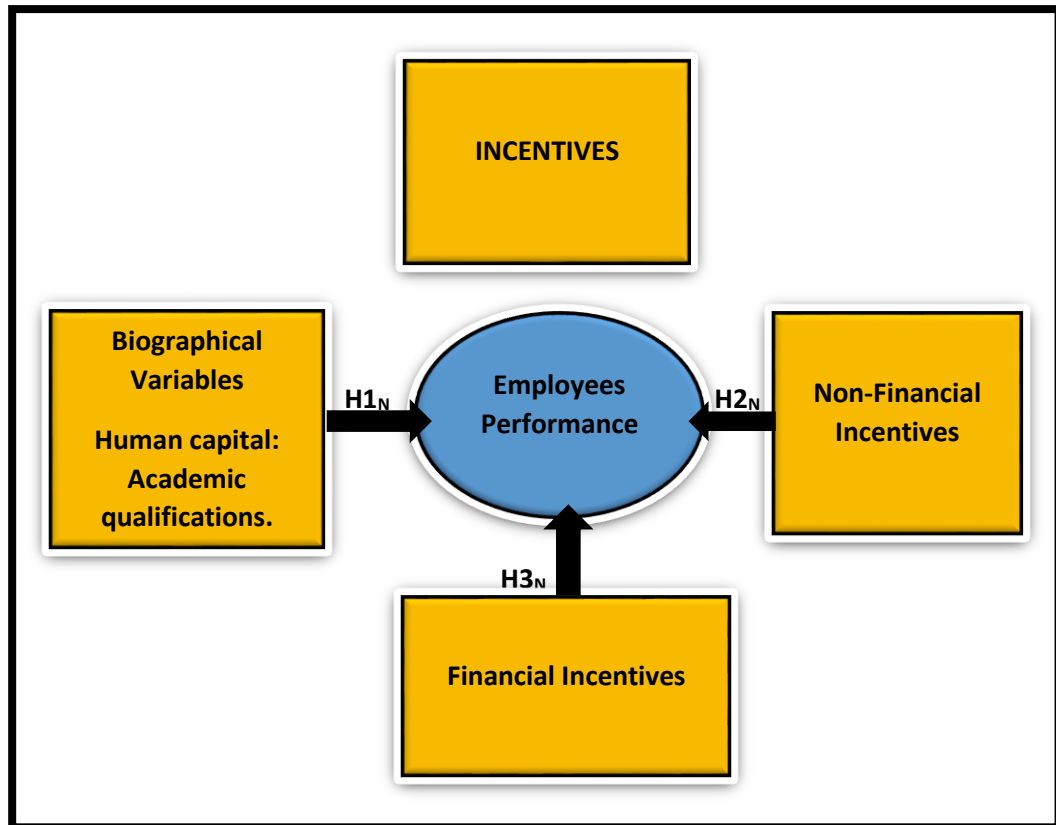 INCENTIVES
Biographical
Variables
Human capital:
Academic
qualifications.
H1N
Employees
Performance
H2N
Non-Financial
Incentives
H3N
Financial Incentives